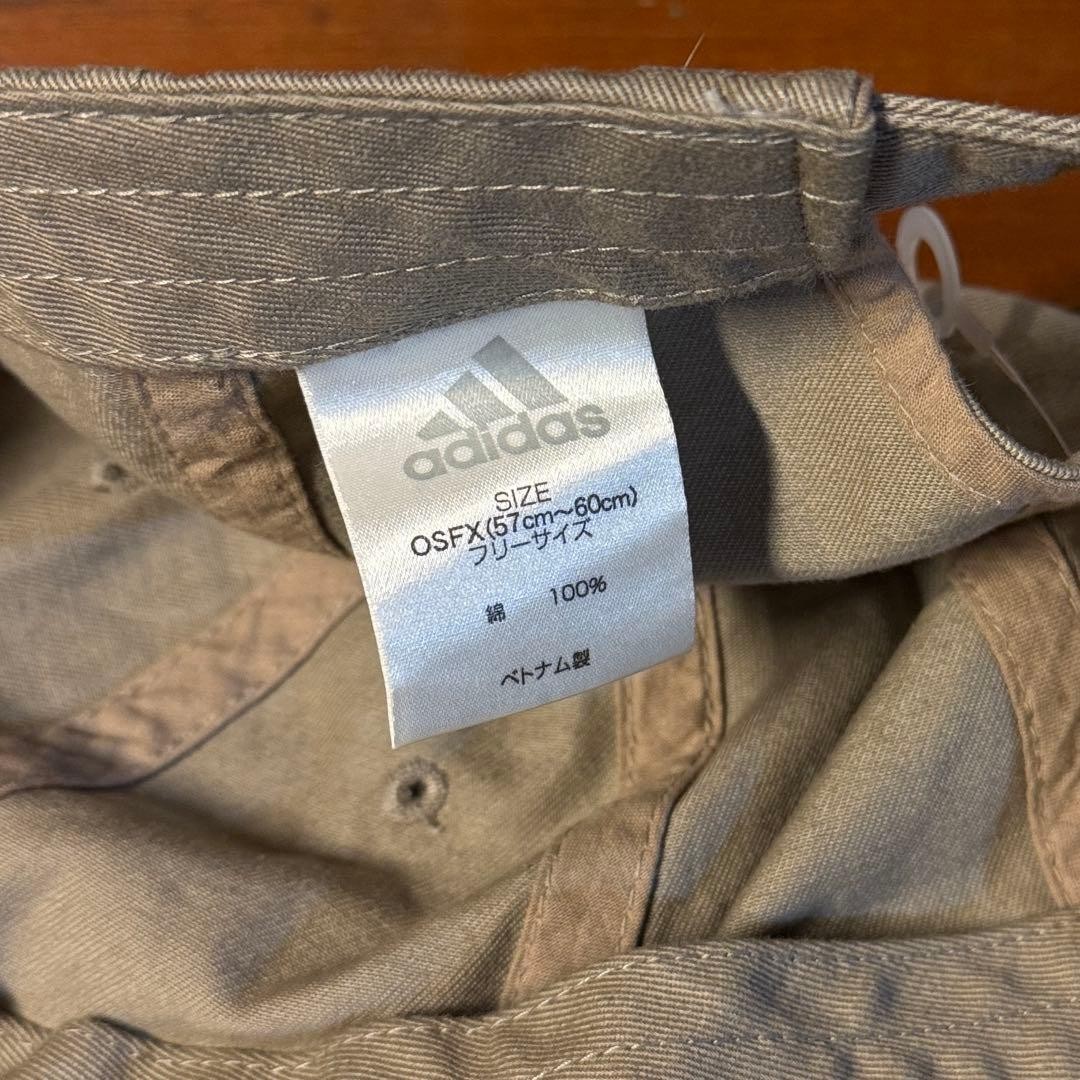 adidas
SIZE
OSFX(57cm～60cm)
フリーサイズ
綿 100%
ベトナム製